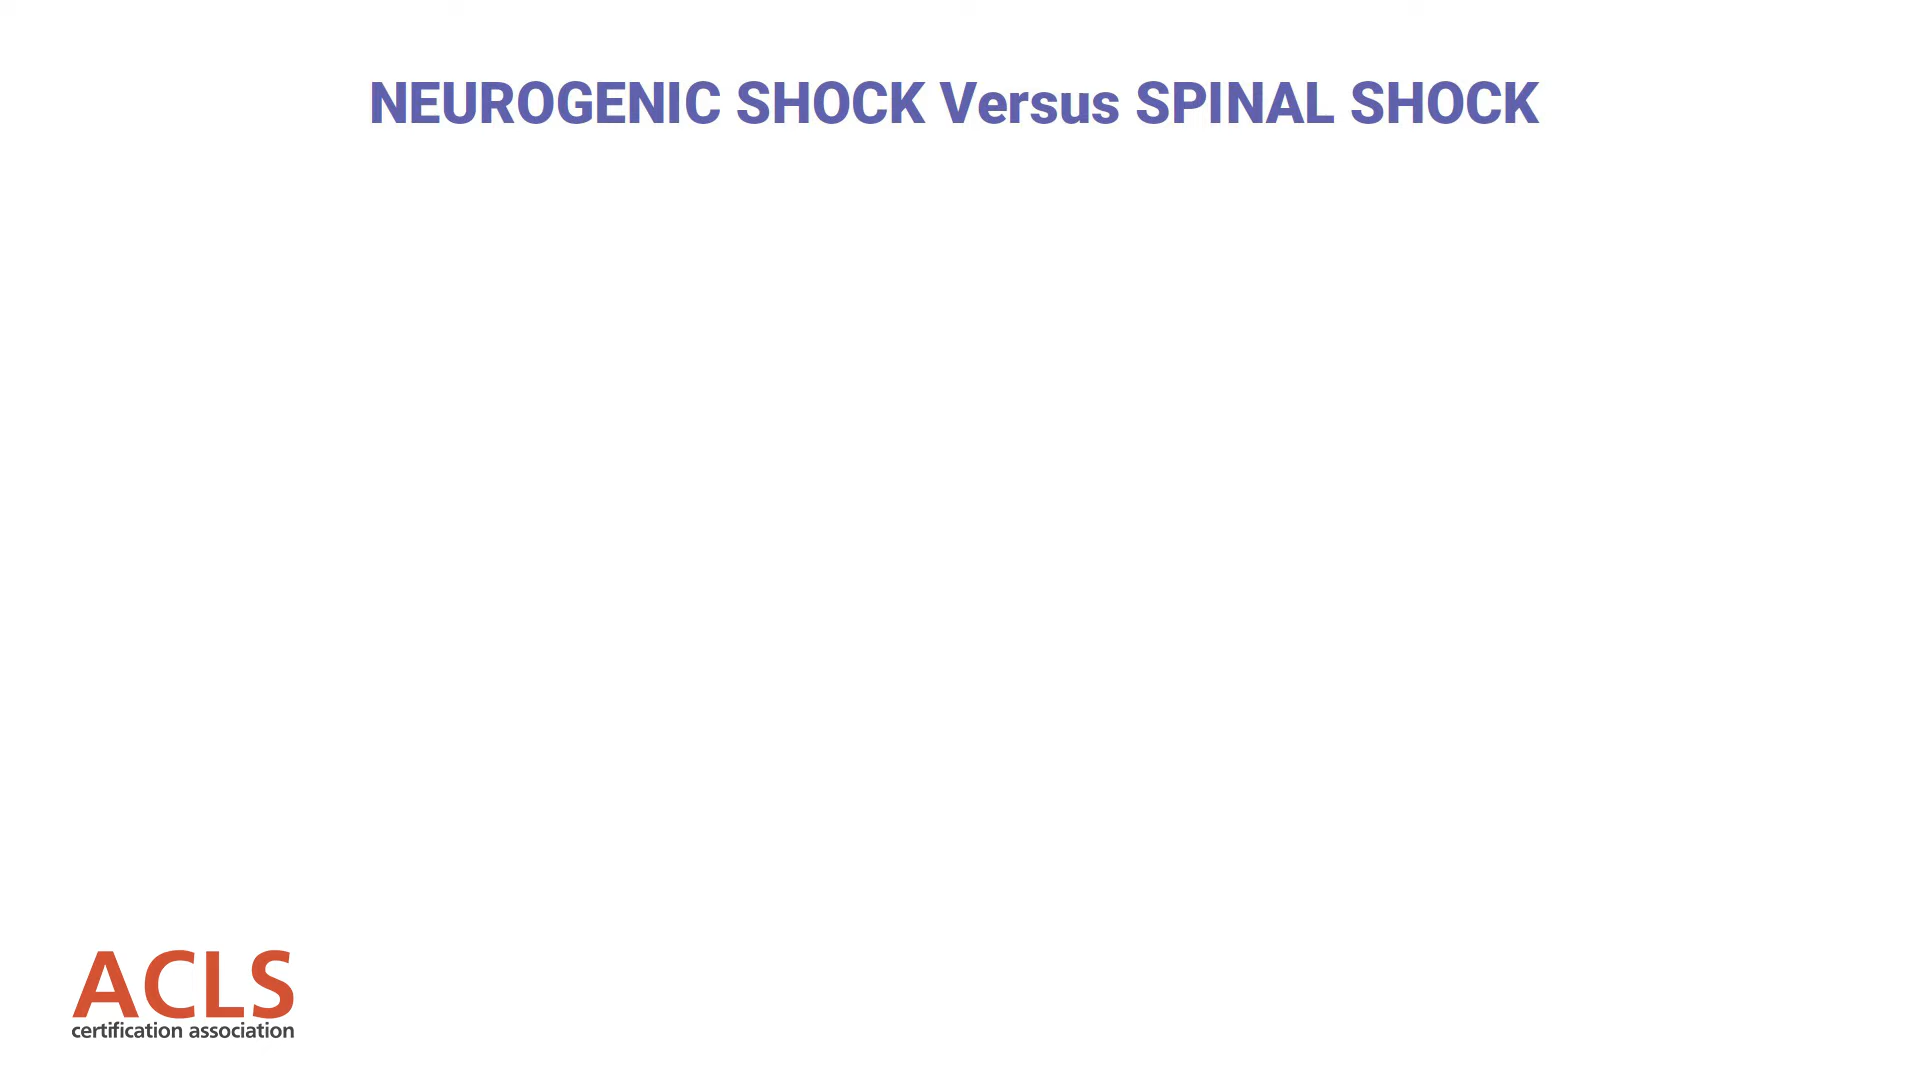 NEUROGENIC SHOCK Versus SPINAL SHOCK
ACLS
certification association